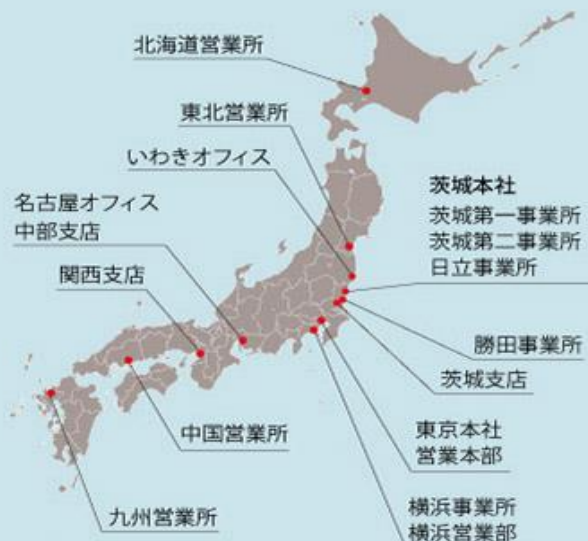 北海道営業所
東北営業所
いわきオフィス
名古屋オフィス
中部支店
関西支店
茨城本社
茨城第一事業所
茨城第二事業所
日立事業所
勝田事業所
茨城支店
中国営業所
東京本社
営業本部
九州営業所
横浜事業所
横浜営業部